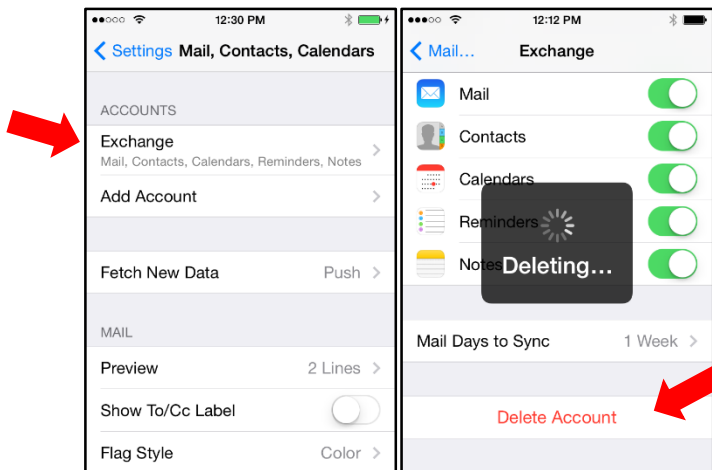 12:30 PM
Settings Mail, Contacts, Calendars
ACCOUNTS
Exchange
Mail, Contacts, Calendars, Reminders, Notes
Add Account
Fetch New Data Push
MAIL
Preview 2 Lines
Show To/Cc Label
Flag Style Color
12:12 PM
Mail... Exchange
Mail
Contacts
Calendars
Reminders
Notes
Deleting...
Mail Days to Sync 1 Week
Delete Account